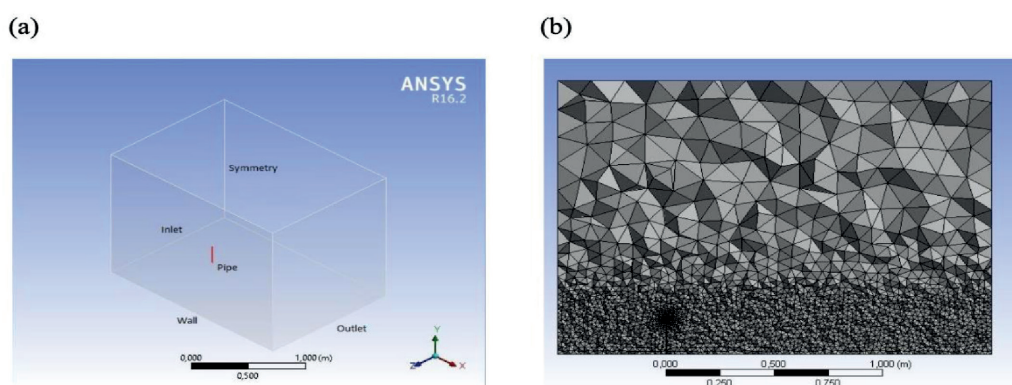 (a)
(b)
ANSYS
R16.2
Symmetry
Inlet
Pipe
Wall
Outlet
0,000 1,000 (m)
0,500
Y
Z X
0,000 0,500 1,000 (m)
0,250 0,750